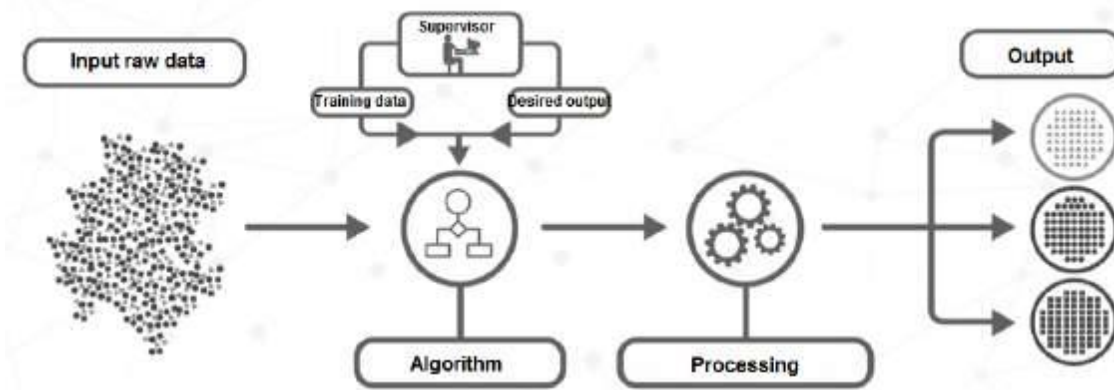 Supervisor
Input raw data
Output
Training data
Desired output
Algorithm
Processing